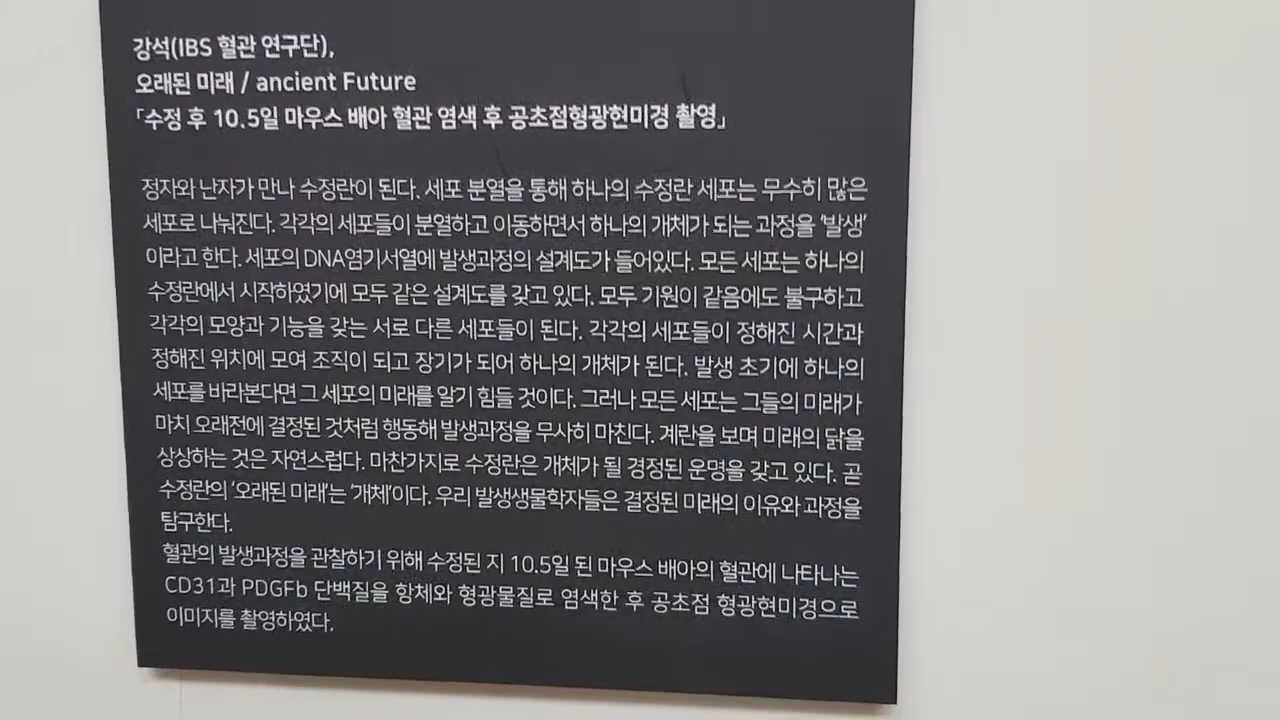 강석(IBS 혈관 연구단),
오래된 미래 / ancient Future
「수정 후 10.5일 마우스 배아 혈관 염색 후 공초점형광현미경 촬영」
정자와 난자가 만나 수정란이 된다. 세포 분열을 통해 하나의 수정란 세포는 무수히 많은
세포로 나눠진다. 각각의 세포들이 분열하고 이동하면서 하나의 개체가 되는 과정을 '발생'
이라고 한다. 세포의 DNA염기서열에 발생과정의 설계도가 들어있다. 모든 세포는 하나의
수정란에서 시작하였기에 모두 같은 설계도를 갖고 있다. 모두 기원이 같음에도 불구하고
각각의 모양과 기능을 갖는 서로 다른 세포들이 된다. 각각의 세포들이 정해진 시간과
정해진 위치에 모여 조직이 되고 장기가 되어 하나의 개체가 된다. 발생 초기에 하나의
세포를 바라본다면 그 세포의 미래를 알기 힘들 것이다. 그러나 모든 세포는 그들의 미래가
마치 오래전에 결정된 것처럼 행동해 발생과정을 무사히 마친다. 계란을 보며 미래의 닭을
상상하는 것은 자연스럽다. 마찬가지로 수정란은 개체가 될 경정된 운명을 갖고 있다. 곧
수정란의 '오래된 미래'는 '개체'이다. 우리 발생생물학자들은 결정된 미래의 이유와 과정을
탐구한다.
혈관의 발생과정을 관찰하기 위해 수정된 지 10.5일 된 마우스 배아의 혈관에 나타나는
CD31과 PDGFb 단백질을 항체와 형광물질로 염색한 후 공초점 형광현미경으로
이미지를 촬영하였다.